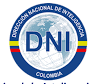 DIRECCIÓN NACIONAL DE INTELIGENCIA
DNI
COLOMBIA